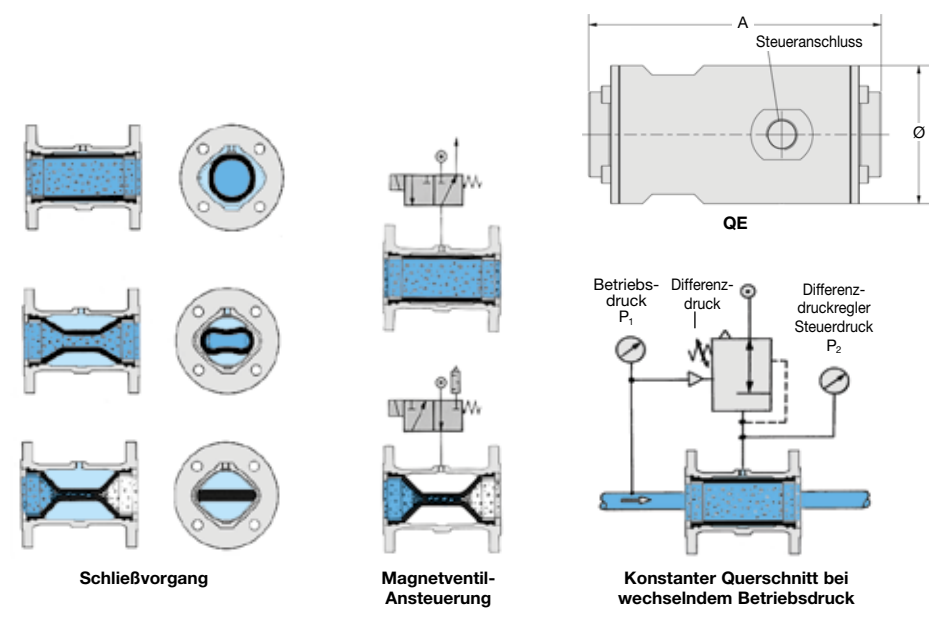 A
Steueranschluss
Ø
QE
Betriebs-
druck
P₁
Differenz-
druck
Differenz-
druckregler
Steuerdruck
P₂
Schließvorgang
Magnetventil-
Ansteuerung
Konstanter Querschnitt bei
wechselndem Betriebsdruck